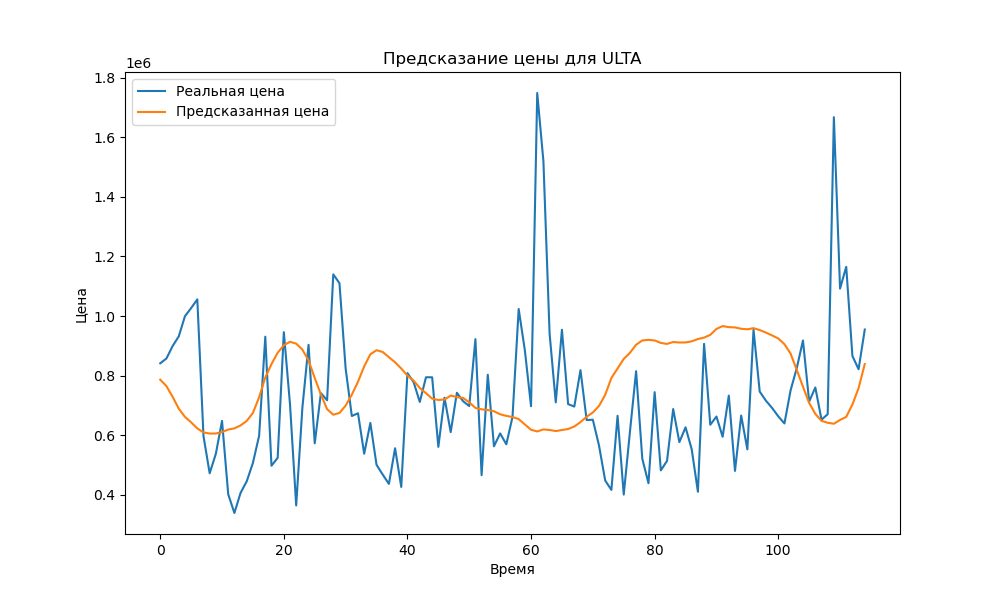 Предсказание цены для ULTA
1e6
1.8
1.6
1.4
1.2
1.0
0.8
0.6
0.4
Цена
Реальная цена
Предсказанная цена
0 20 40 60 80 100
Время